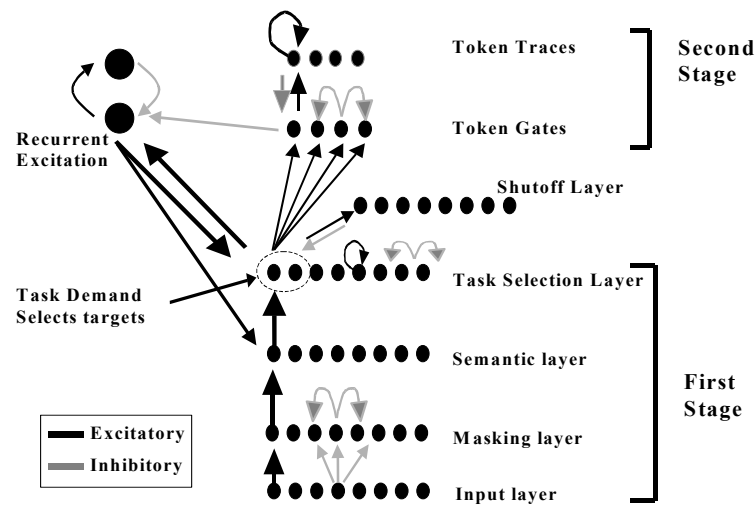 Token Traces
Second
Stage
Token Gates
Recurrent
Excitation
Shutoff Layer
Task Selection Layer
Task Demand
Selects targets
Semantic layer
First
Stage
Excitatory
Inhibitory
Masking layer
Input layer